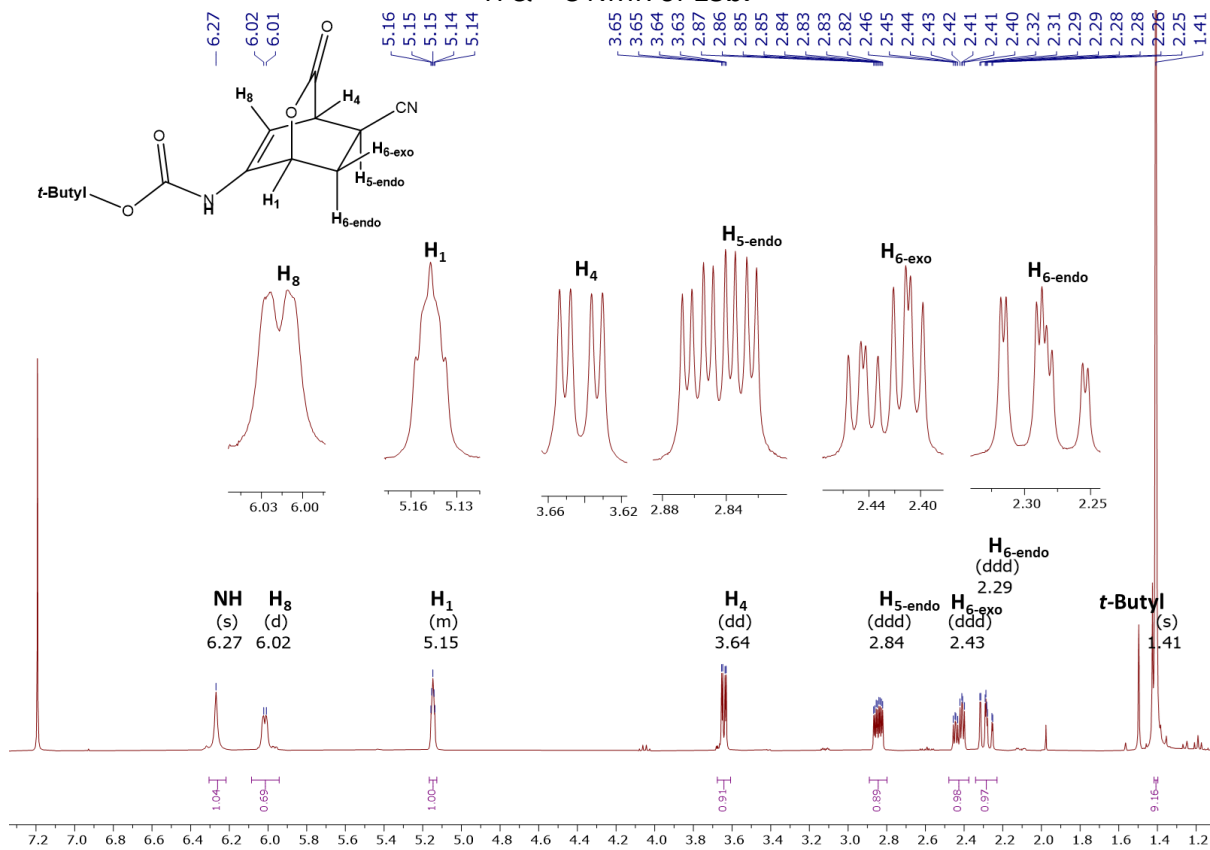 6.27 6.02 6.01 5.16 5.15 5.15 5.14 5.14 3.65 3.65 3.64 3.63 2.87 2.86 2.85 2.85 2.84 2.83 2.83 2.82 2.46 2.45 2.44 2.43 2.42 2.41 2.41 2.40 2.32 2.31 2.29 2.29 2.28 2.28 2.26 2.25 1.41
O
H8
O
H4
CN
O
H6-exo
t-Butyl
O
N
H
H1
H5-endo
H6-endo
H8
H1
H4
H5-endo
H6-exo
H6-endo
6.03 6.00
5.16 5.13
3.66 3.62
2.88 2.84
2.44 2.40
2.30 2.25
NH
(s)
6.27
H8
(d)
6.02
H1
(m)
5.15
H4
(dd)
3.64
H5-endo
(ddd)
2.84
H6-exo
(ddd)
2.43
H6-endo
(ddd)
2.29
t-Butyl
(s)
1.41
1.04 0.69 1.00 0.91 0.89 0.98 0.97 9.16
7.2 7.0 6.8 6.6 6.4 6.2 6.0 5.8 5.6 5.4 5.2 5.0 4.8 4.6 4.4 4.2 4.0 3.8 3.6 3.4 3.2 3.0 2.8 2.6 2.4 2.2 2.0 1.8 1.6 1.4 1.2